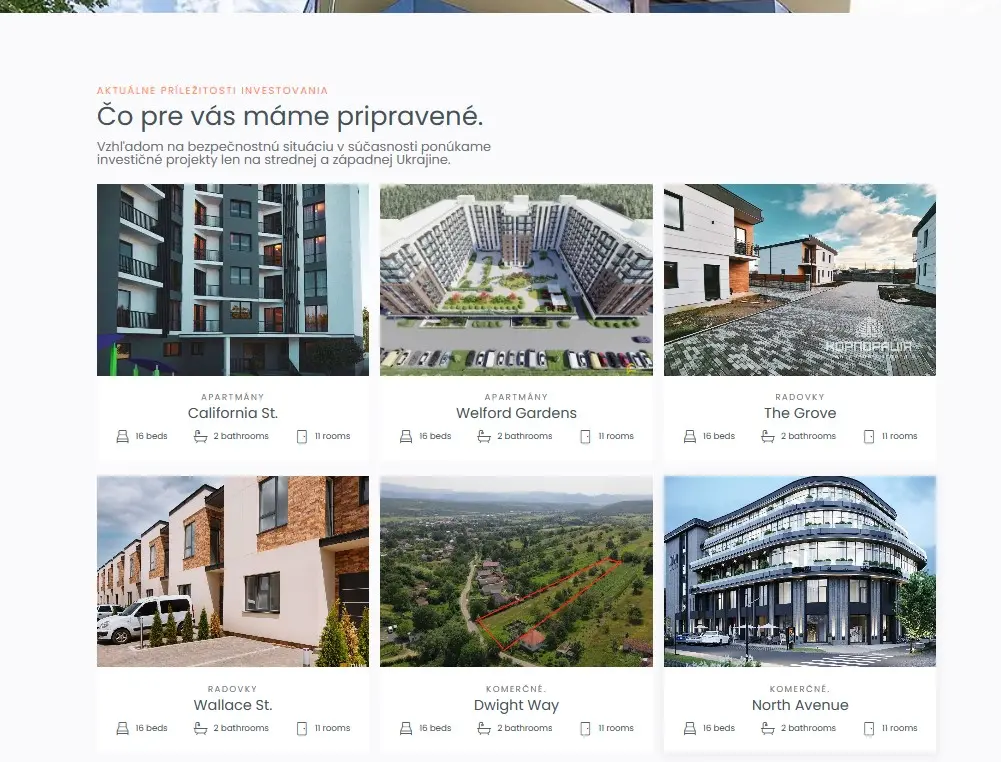 AKTUÁLNE PRÍLEŽITOSTI INVESTOVANIA
Čo pre vás máme pripravené.
Vzhľadom na bezpečnostnú situáciu v súčasnosti ponúkame
investičné projekty len na strednej a západnej Ukrajine.
КОРПОРАЦІЯ
APARTMÁNY
California St.
16 beds 2 bathrooms 11 rooms
APARTMÁNY
Welford Gardens
16 beds 2 bathrooms 11 rooms
RADOVKY
The Grove
16 beds 2 bathrooms 11 rooms
RADOVKY
Wallace St.
16 beds 2 bathrooms 11 rooms
KOMERČNÉ.
Dwight Way
16 beds 2 bathrooms 11 rooms
KOMERČNÉ.
North Avenue
16 beds 2 bathrooms 11 rooms